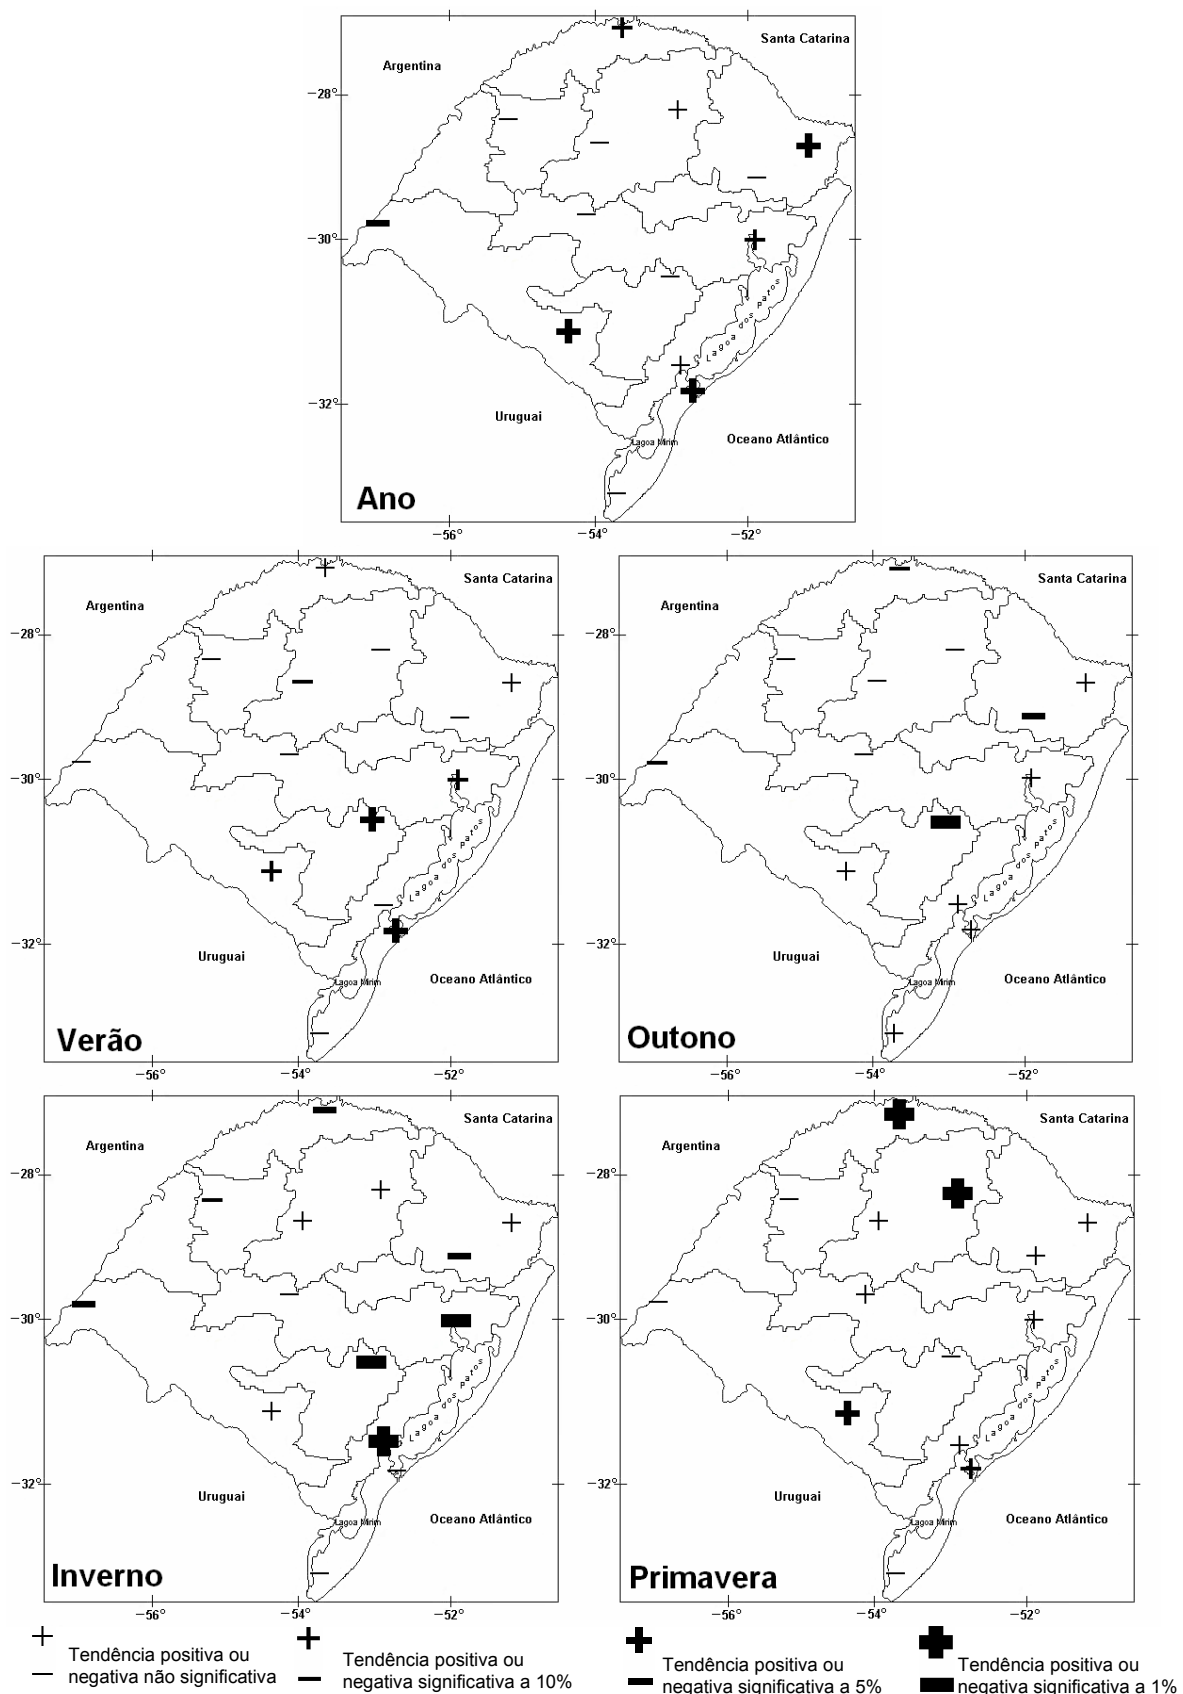 Santa Catarina
Argentina
−28°
−30°
Lagoa dos Patos
−32°
Uruguai
Lagoa Mirim
Oceano Atlântico
Ano
−56°
−54°
−52°
Santa Catarina
Argentina
−28°
−30°
Lagoa dos Patos
−32°
Uruguai
Oceano Atlântico
Lagoa Mirim
Verão
−56°
−54°
−52°
Santa Catarina
Argentina
−28°
−30°
Lagoa dos Patos
−32°
Uruguai
Oceano Atlântico
Lagoa Mirim
Outono
−56°
−54°
−52°
Santa Catarina
Argentina
−28°
−30°
Lagoa dos Patos
−32°
Uruguai
Oceano Atlântico
Lagoa Mirim
Inverno
−56°
−54°
−52°
Santa Catarina
Argentina
−28°
−30°
Lagoa dos Patos
−32°
Uruguai
Oceano Atlântico
Lagoa Mirim
Primavera
−56°
−54°
−52°
Tendência positiva ou
negativa não significativa
Tendência positiva ou
negativa significativa a 10%
Tendência positiva ou
negativa significativa a 5%
Tendência positiva ou
negativa significativa a 1%